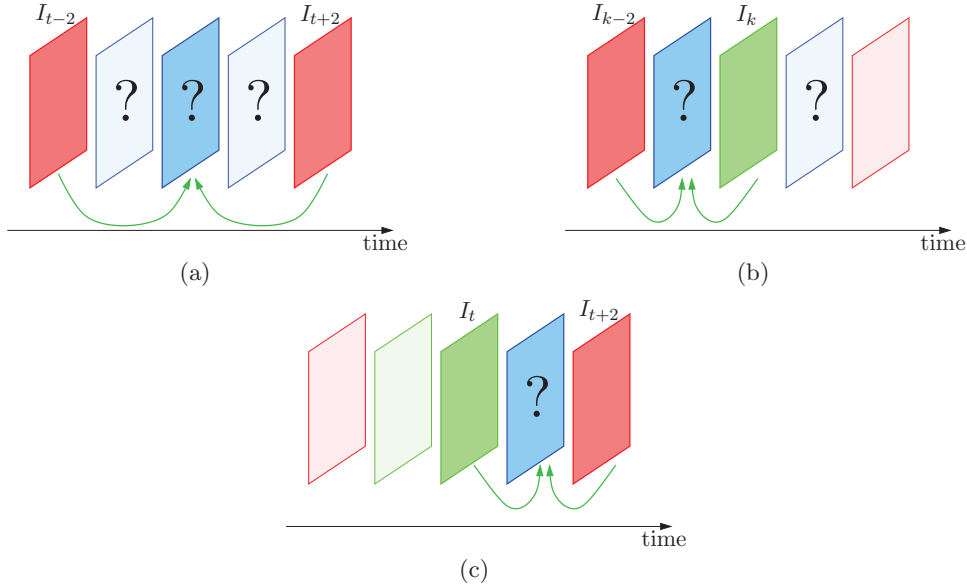 I_{t−2} I_{t+2}
? ? ?
time
(a)
I_{k−2} I_k
? ?
time
(b)
I_t I_{t+2}
?
time
(c)